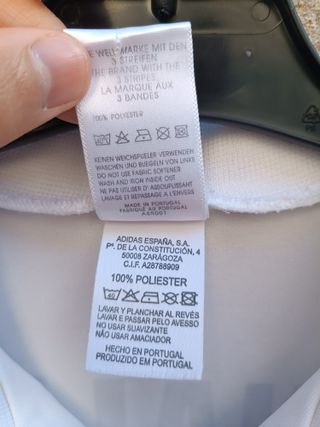 DIE WELTMARKE MIT DEN
3 STREIFEN
THE BRAND WITH THE
3 STRIPES
LA MARQUE AUX
3 BANDES
100% POLYESTER
KEINEN WEICHSPUELER VERWENDEN
WASCHEN UND BUEGELN VON LINKS
DO NOT USE FABRIC SOFTENER
WASH AND IRON INSIDE OUT
NE PAS UTILISER D'ASSOUPLISSANT
LAVAGE ET REPASSAGE INVERSES
MADE IN PORTUGAL
FABRIQUE AU PORTUGAL
ADIDAS ESPAÑA, S.A.
Pº. DE LA CONSTITUCIÓN, 4
50008 ZARAGOZA
C.I.F. A28788909
100% POLIESTER
LAVAR Y PLANCHAR AL REVÉS
LAVAR E PASSAR PELO AVESSO
NO USAR SUAVIZANTE
NÃO USAR AMACIADOR
HECHO EN PORTUGAL
PRODUZIDO EM PORTUGAL